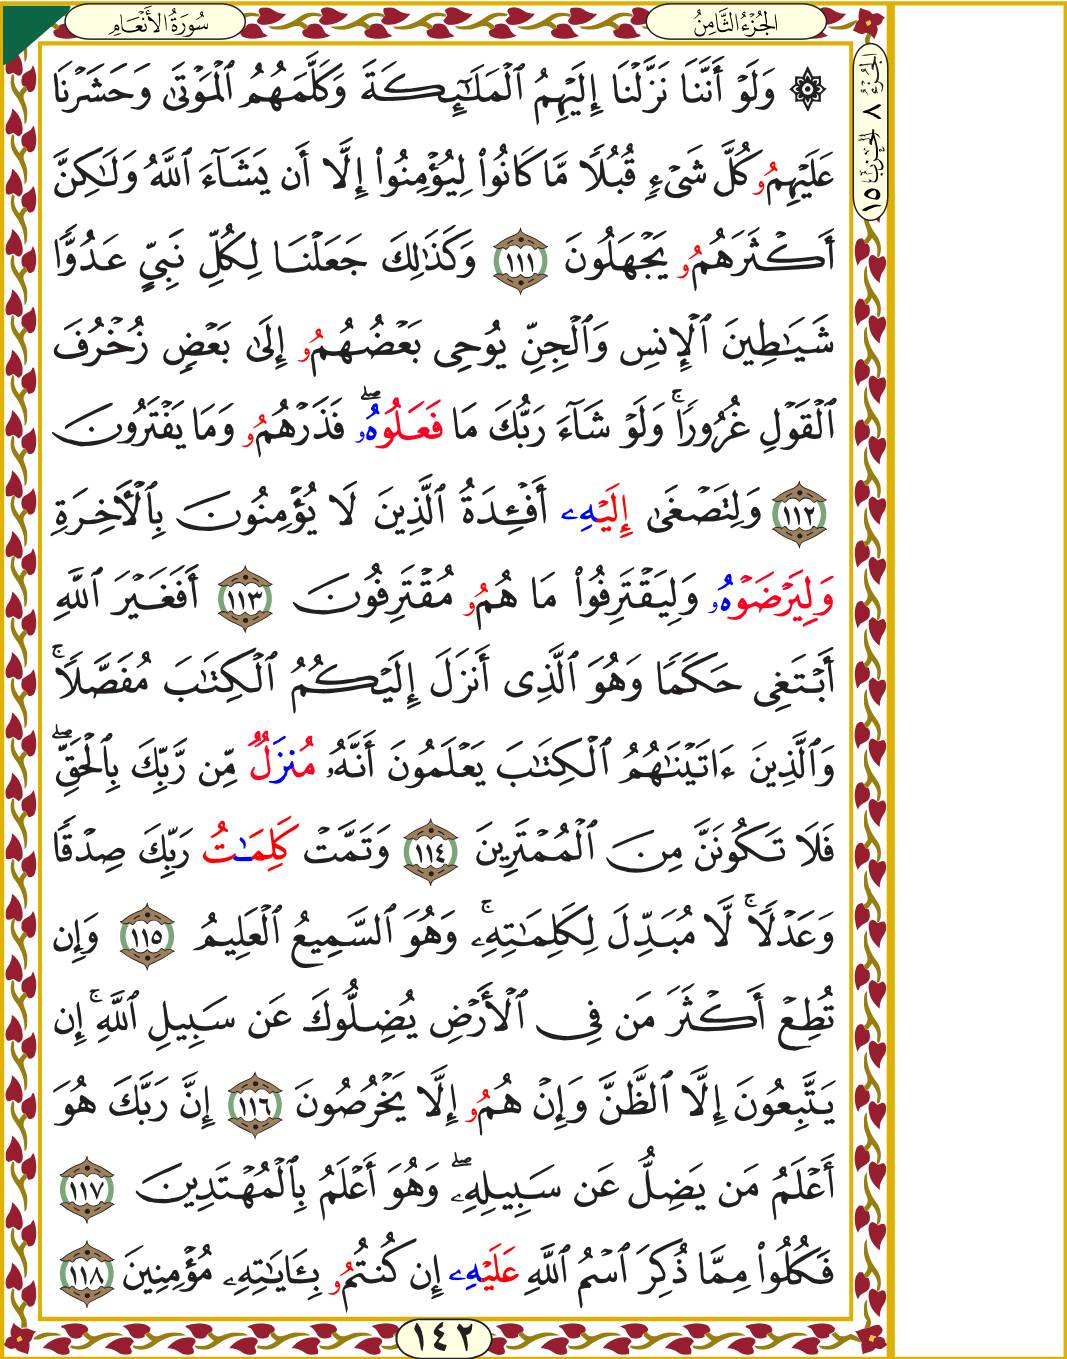 سُورَةُ الأَنْعَامِ
الجُزْءُ الثَّامِنُ
الجُزْءُ ٨ الحِزْبُ ١٥
۞ وَلَوْ أَنَّنَا نَزَّلْنَا إِلَيْهِمُ ٱلْمَلَٰٓئِكَةَ وَكَلَّمَهُمُ ٱلْمَوْتَىٰ وَحَشَرْنَا
عَلَيْهِمُۥ كُلَّ شَىْءٍ قُبُلًا مَّا كَانُوا۟ لِيُؤْمِنُوٓا۟ إِلَّآ أَن يَشَآءَ ٱللَّهُ وَلَٰكِنَّ
أَكْثَرَهُمُۥ يَجْهَلُونَ ١١١ وَكَذَٰلِكَ جَعَلْنَا لِكُلِّ نَبِىٍّ عَدُوًّا
شَيَٰطِينَ ٱلْإِنسِ وَٱلْجِنِّ يُوحِى بَعْضُهُمُۥ إِلَىٰ بَعْضٍ زُخْرُفَ
ٱلْقَوْلِ غُرُورًا ۚ وَلَوْ شَآءَ رَبُّكَ مَا فَعَلُوهُۥ ۖ فَذَرْهُمُۥ وَمَا يَفْتَرُونَ
١١٢ وَلِتَصْغَىٰ إِلَيْهِۦ أَفْـِٔدَةُ ٱلَّذِينَ لَا يُؤْمِنُونَ بِٱلْأَخِرَةِ
وَلِيَرْضَوْهُۥ وَلِيَقْتَرِفُوا۟ مَا هُمُۥ مُقْتَرِفُونَ ١١٣ أَفَغَيْرَ ٱللَّهِ
أَبْتَغِى حَكَمًا وَهُوَ ٱلَّذِى أَنزَلَ إِلَيْكُمُ ٱلْكِتَٰبَ مُفَصَّلًا ۚ
وَٱلَّذِينَ ءَاتَيْنَٰهُمُ ٱلْكِتَٰبَ يَعْلَمُونَ أَنَّهُۥ مُنزَلٌ مِّن رَّبِّكَ بِٱلْحَقِّ ۖ
فَلَا تَكُونَنَّ مِنَ ٱلْمُمْتَرِينَ ١١٤ وَتَمَّتْ كَلِمَٰتُ رَبِّكَ صِدْقًا
وَعَدْلًا ۚ لَّا مُبَدِّلَ لِكَلِمَٰتِهِۦ ۚ وَهُوَ ٱلسَّمِيعُ ٱلْعَلِيمُ ١١٥ وَإِن
تُطِعْ أَكْثَرَ مَن فِى ٱلْأَرْضِ يُضِلُّوكَ عَن سَبِيلِ ٱللَّهِ ۚ إِن
يَتَّبِعُونَ إِلَّا ٱلظَّنَّ وَإِنْ هُمُۥ إِلَّا يَخْرُصُونَ ١١٦ إِنَّ رَبَّكَ هُوَ
أَعْلَمُ مَن يَضِلُّ عَن سَبِيلِهِۦ ۖ وَهُوَ أَعْلَمُ بِٱلْمُهْتَدِينَ ١١٧
فَكُلُوا۟ مِمَّا ذُكِرَ ٱسْمُ ٱللَّهِ عَلَيْهِۦ إِن كُنتُمُۥ بِـَٔايَٰتِهِۦ مُؤْمِنِينَ ١١٨
١٤٢